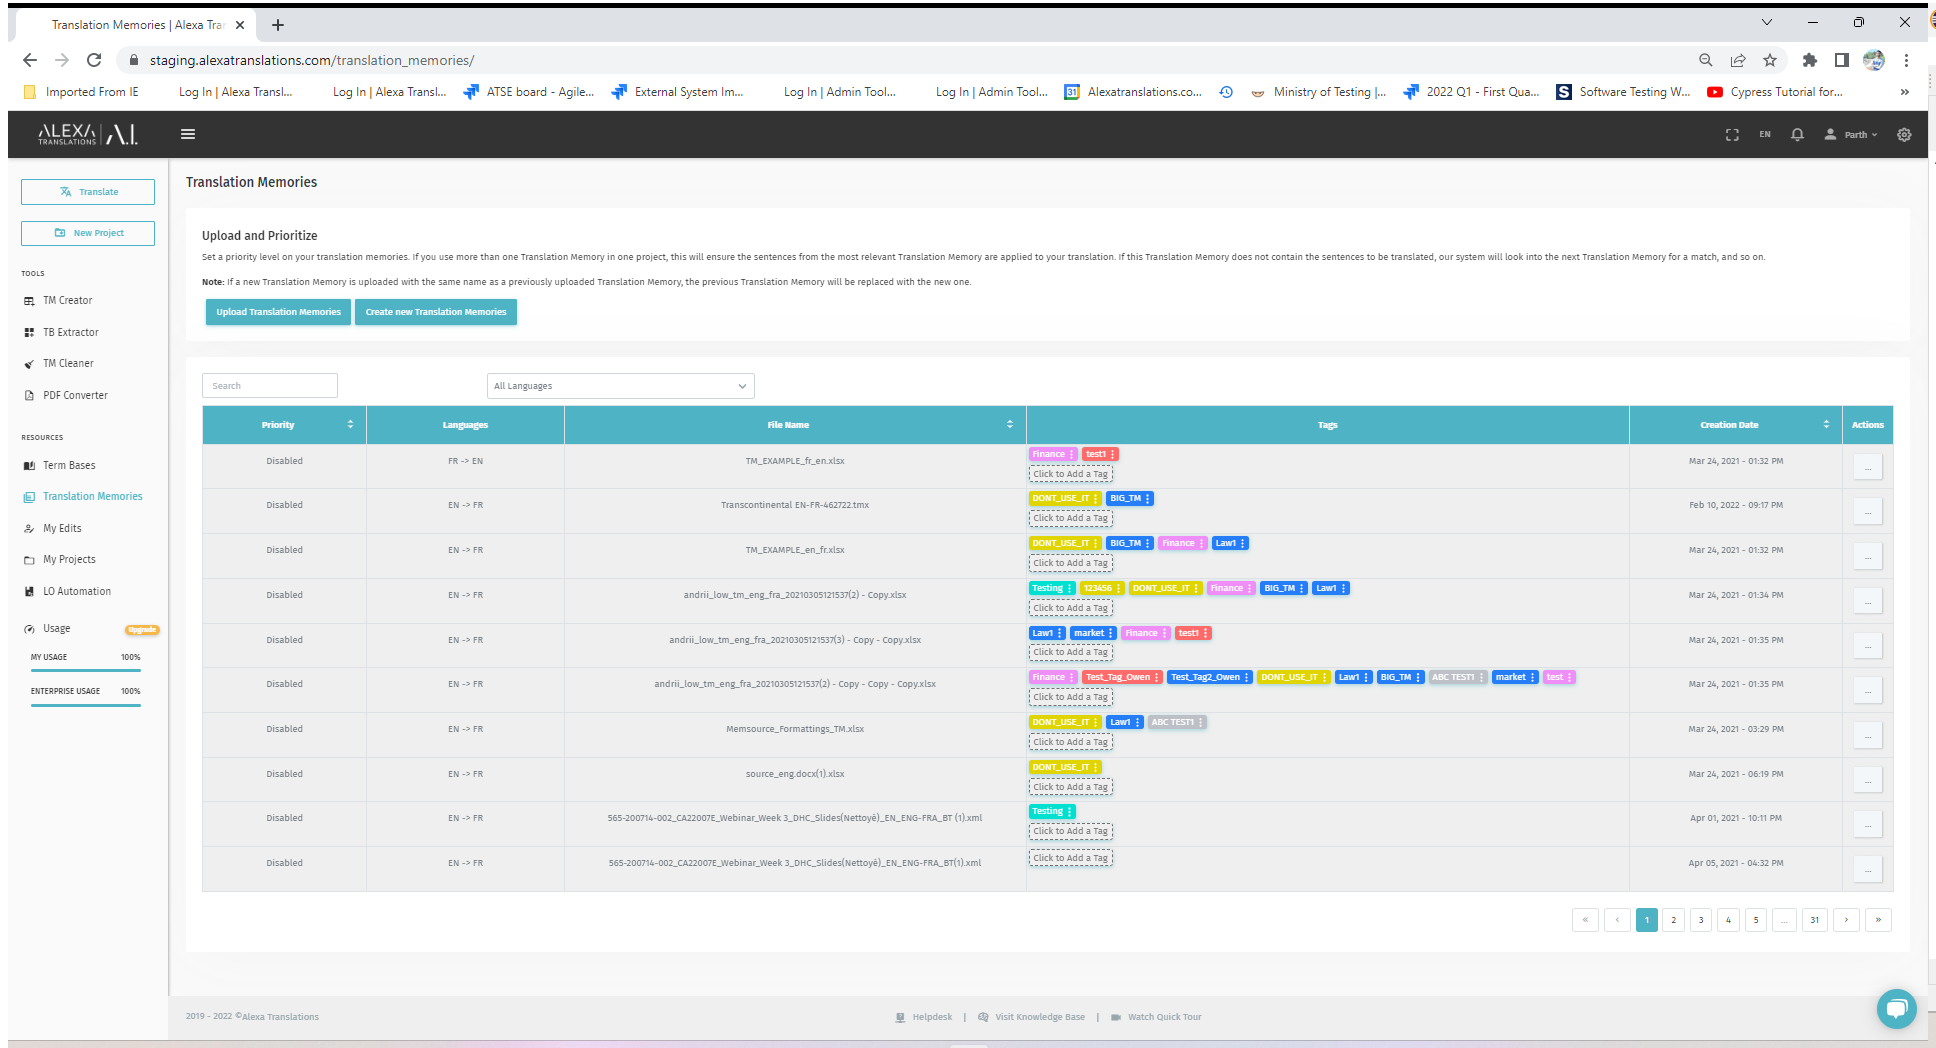 Translation Memories | Alexa Tra
staging.alexatranslations.com/translation_memories/
Imported From IE
Log In | Alexa Transl...
Log In | Alexa Transl...
ATSE board - Agile...
External System Im...
Log In | Admin Tool...
Log In | Admin Tool...
31
Alexatranslations.co...
Ministry of Testing |...
2022 Q1 - First Qua...
S
Software Testing W...
Cypress Tutorial for...
»
ALEXA TRANSLATIONS | A.I.
EN
Parth
Translate
New Project
TOOLS
TM Creator
TB Extractor
TM Cleaner
PDF Converter
RESOURCES
Term Bases
Translation Memories
My Edits
My Projects
LO Automation
Usage
Upgrade
MY USAGE 100%
ENTERPRISE USAGE 100%
Translation Memories
Upload and Prioritize
Set a priority level on your translation memories. If you use more than one Translation Memory in one project, this will ensure the sentences from the most relevant Translation Memory are applied to your translation. If this Translation Memory does not contain the sentences to be translated, our system will look into the next Translation Memory for a match, and so on.
Note: If a new Translation Memory is uploaded with the same name as a previously uploaded Translation Memory, the previous Translation Memory will be replaced with the new one.
Upload Translation Memories Create new Translation Memories
Search All Languages
Priority Languages File Name Tags Creation Date Actions
Disabled FR -> EN TM_EXAMPLE_fr_en.xlsx Finance test1 Mar 24, 2021 - 01:32 PM ...
Click to Add a Tag
Disabled EN -> FR Transcontinental EN-FR-462722.tmx DONT_USE_IT BIG_TM Feb 10, 2022 - 09:17 PM ...
Click to Add a Tag
Disabled EN -> FR TM_EXAMPLE_en_fr.xlsx DONT_USE_IT BIG_TM Finance Law1 Mar 24, 2021 - 01:32 PM ...
Click to Add a Tag
Disabled EN -> FR andrii_low_tm_eng_fra_20210305121537(2) - Copy.xlsx Testing 123456 DONT_USE_IT Finance BIG_TM Law1 Mar 24, 2021 - 01:34 PM ...
Click to Add a Tag
Disabled EN -> FR andrii_low_tm_eng_fra_20210305121537(3) - Copy - Copy.xlsx Law1 market Finance test1 Mar 24, 2021 - 01:35 PM ...
Click to Add a Tag
Disabled EN -> FR andrii_low_tm_eng_fra_20210305121537(2) - Copy - Copy - Copy.xlsx Finance Test_Tag_Owen Test_Tag2_Owen DONT_USE_IT Law1 BIG_TM ABC TEST1 market test Mar 24, 2021 - 01:35 PM ...
Click to Add a Tag
Disabled EN -> FR Memsource_Formattings_TM.xlsx DONT_USE_IT Law1 ABC TEST1 Mar 24, 2021 - 03:29 PM ...
Click to Add a Tag
Disabled EN -> FR source_eng.docx(1).xlsx DONT_USE_IT Mar 24, 2021 - 06:19 PM ...
Click to Add a Tag
Disabled EN -> FR 565-200714-002_CA22007E_Webinar_Week 3_DHC_Slides(Nettoyé)_EN_ENG-FRA_BT (1).xml Testing Apr 01, 2021 - 10:11 PM ...
Click to Add a Tag
Disabled EN -> FR 565-200714-002_CA22007E_Webinar_Week 3_DHC_Slides(Nettoyé)_EN_ENG-FRA_BT(1).xml Click to Add a Tag Apr 05, 2021 - 04:32 PM ...
« ‹ 1 2 3 4 5 ... 31 › »
2019 - 2022 ©Alexa Translations
Helpdesk | Visit Knowledge Base | Watch Quick Tour